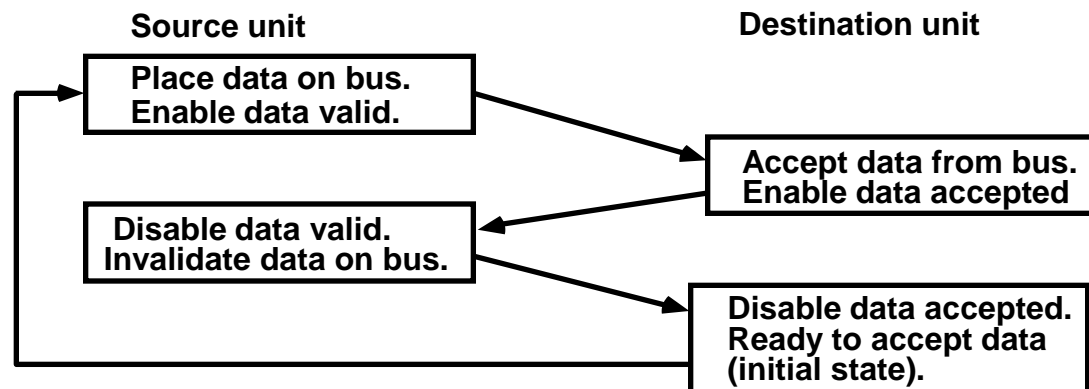 Source unit
Destination unit
Place data on bus.
Enable data valid.
Accept data from bus.
Enable data accepted
Disable data valid.
Invalidate data on bus.
Disable data accepted.
Ready to accept data
(initial state).